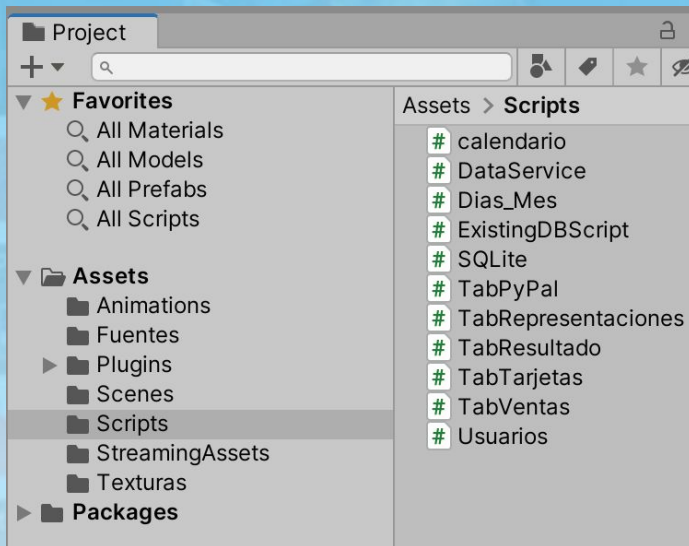 Project
Favorites
All Materials
All Models
All Prefabs
All Scripts
Assets
Animations
Fuentes
Plugins
Scenes
Scripts
StreamingAssets
Texturas
Packages
Assets > Scripts
calendario
DataService
Dias_Mes
ExistingDBScript
SQLite
TabPyPal
TabRepresentaciones
TabResultado
TabTarjetas
TabVentas
Usuarios